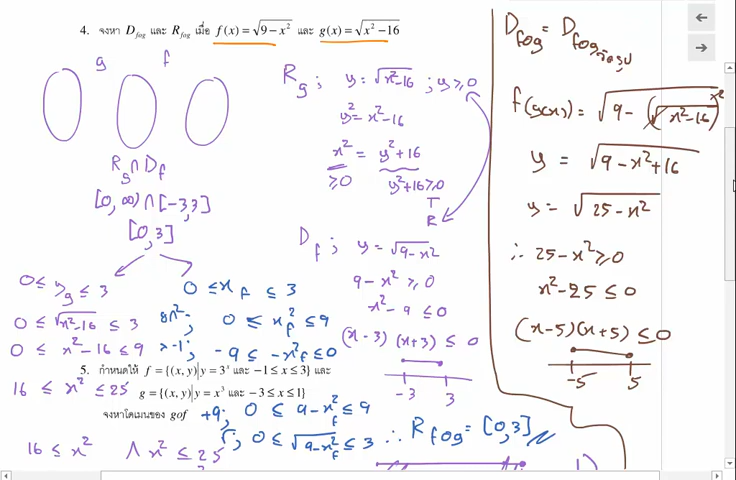 4. จงหา D_fog และ R_fog เมื่อ f(x) = √(9−x²) และ g(x) = √(x²−16)
g f
R_g ∩ D_f
[0, ∞) ∩ [-3, 3]
[0, 3]
0 ≤ y_g ≤ 3
0 ≤ √(x²-16) ≤ 3
0 ≤ x²-16 ≤ 9
16 ≤ x² ≤ 25
16 ≤ x² ∧ x² ≤ 25
0 ≤ x_f ≤ 3
0 ≤ x_f² ≤ 9
×-1; -9 ≤ -x_f² ≤ 0
+9; 0 ≤ 9-x_f² ≤ 9
√; 0 ≤ √(9-x_f²) ≤ 3 ∴ R_fog = [0,3]
R_g ; y = √(x²-16) ; y ≥ 0
y² = x²-16
x² = y²+16
≥0 y²+16 ≥ 0
T
R
D_f ; y = √(9-x²)
9-x² ≥ 0
x²-9 ≤ 0
(x-3)(x+3) ≤ 0
-3 3
D_fog = D_fog
f(g(x)) = √(9-(√(x²-16))²)
y = √(9-x²+16)
y = √(25-x²)
∴ 25-x² ≥ 0
x²-25 ≤ 0
(x-5)(x+5) ≤ 0
-5 5
5. กำหนดให้ f = {(x, y)|y = 3ˣ และ −1 ≤ x ≤ 3} และ
g = {(x, y)|y = x³ และ −3 ≤ x ≤ 1}
จงหาโดเมนของ gof